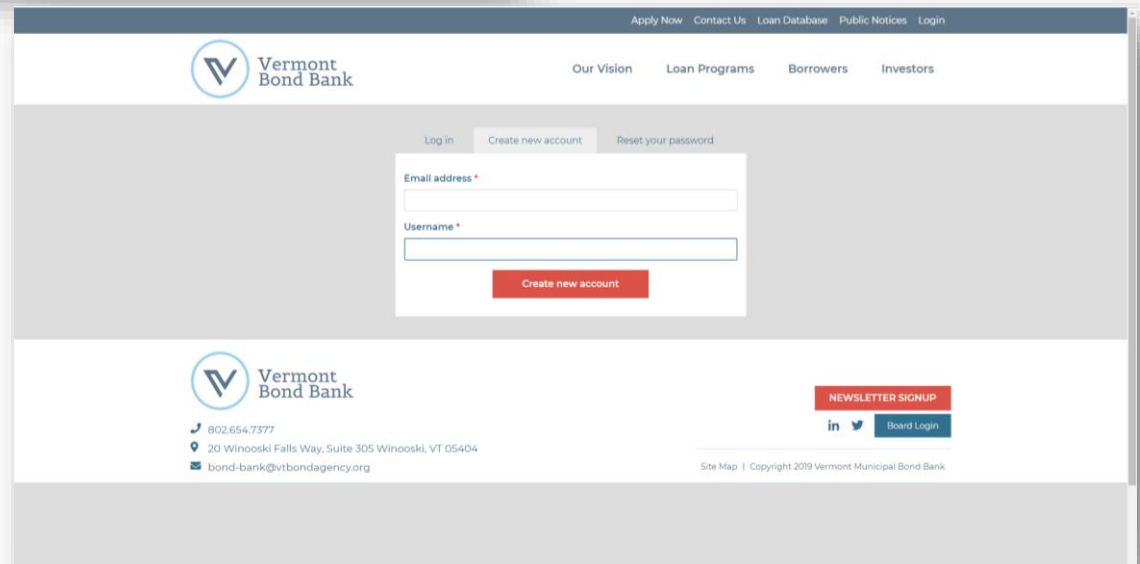 Apply Now Contact Us Loan Database Public Notices Login
Vermont
Bond Bank
Our Vision Loan Programs Borrowers Investors
Log in Create new account Reset your password
Email address *
Username *
Create new account
Vermont
Bond Bank
NEWSLETTER SIGNUP
802.654.7377
in Board Login
20 Winooski Falls Way, Suite 305 Winooski, VT 05404
bond-bank@vtbondagency.org
Site Map | Copyright 2019 Vermont Municipal Bond Bank